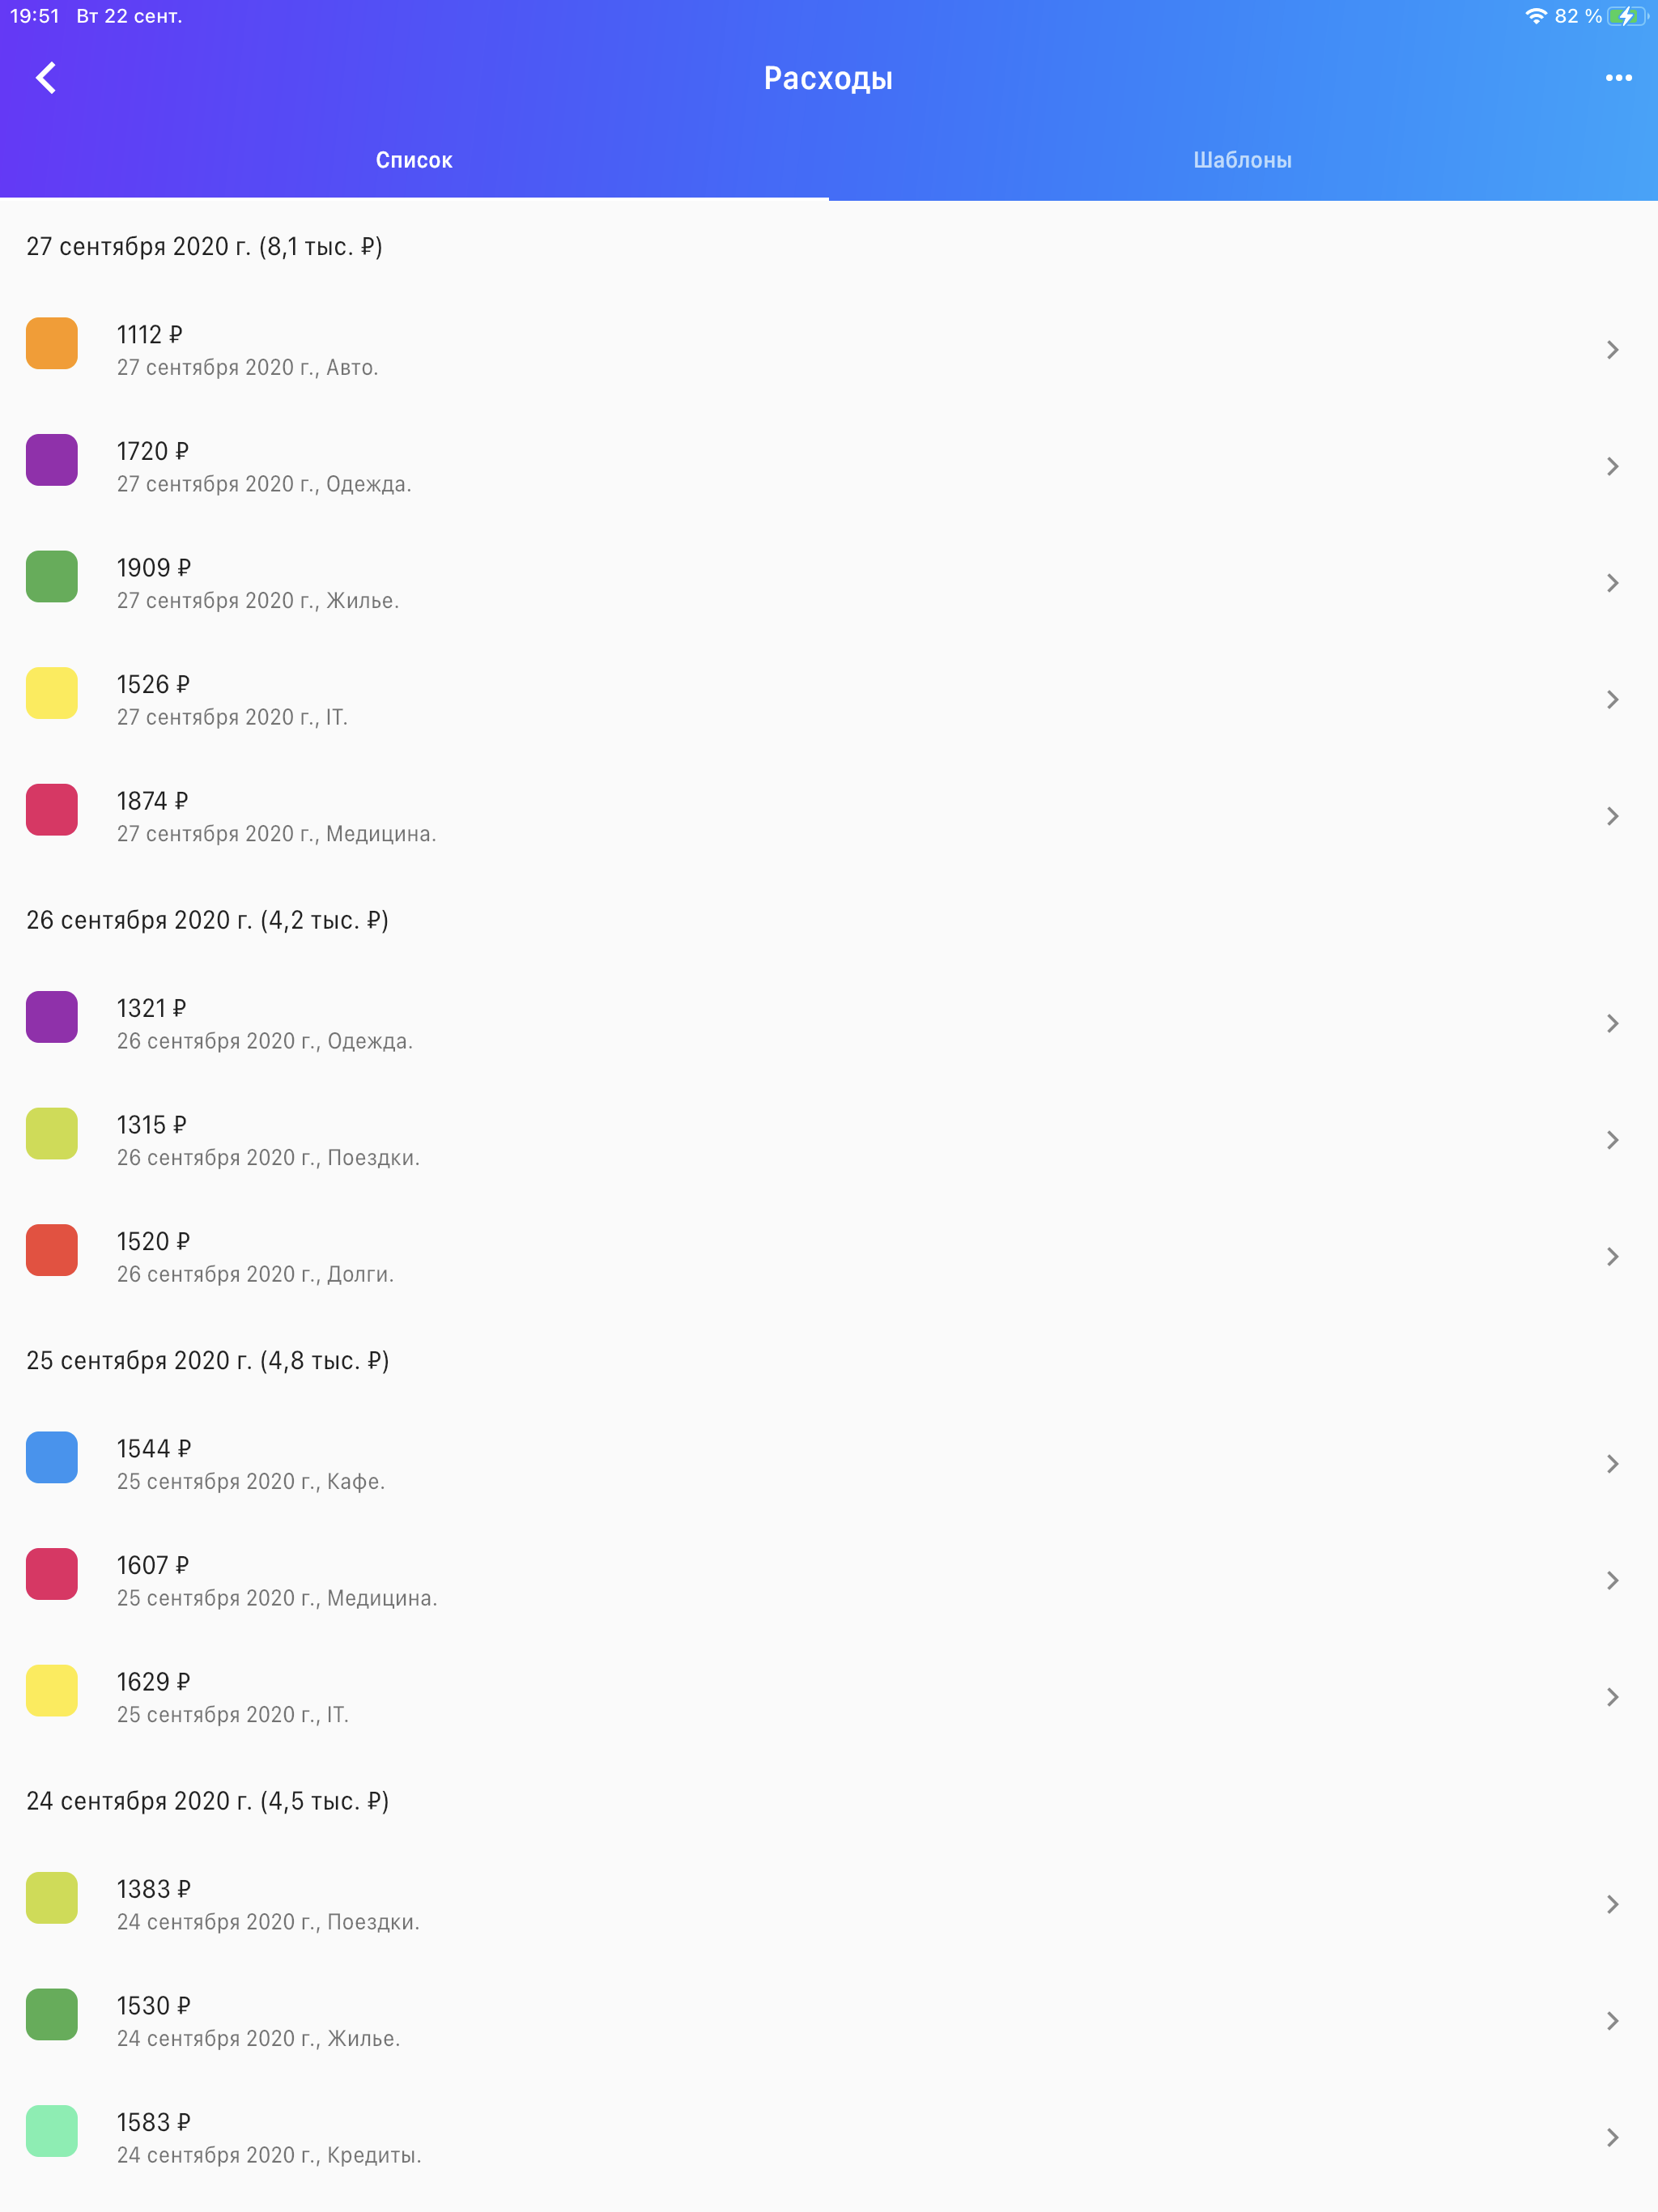 19:51 Вт 22 сент. 82 %
Расходы
Список Шаблоны
27 сентября 2020 г. (8,1 тыс. ₽)
1112 ₽
27 сентября 2020 г., Авто.
1720 ₽
27 сентября 2020 г., Одежда.
1909 ₽
27 сентября 2020 г., Жилье.
1526 ₽
27 сентября 2020 г., IT.
1874 ₽
27 сентября 2020 г., Медицина.
26 сентября 2020 г. (4,2 тыс. ₽)
1321 ₽
26 сентября 2020 г., Одежда.
1315 ₽
26 сентября 2020 г., Поездки.
1520 ₽
26 сентября 2020 г., Долги.
25 сентября 2020 г. (4,8 тыс. ₽)
1544 ₽
25 сентября 2020 г., Кафе.
1607 ₽
25 сентября 2020 г., Медицина.
1629 ₽
25 сентября 2020 г., IT.
24 сентября 2020 г. (4,5 тыс. ₽)
1383 ₽
24 сентября 2020 г., Поездки.
1530 ₽
24 сентября 2020 г., Жилье.
1583 ₽
24 сентября 2020 г., Кредиты.